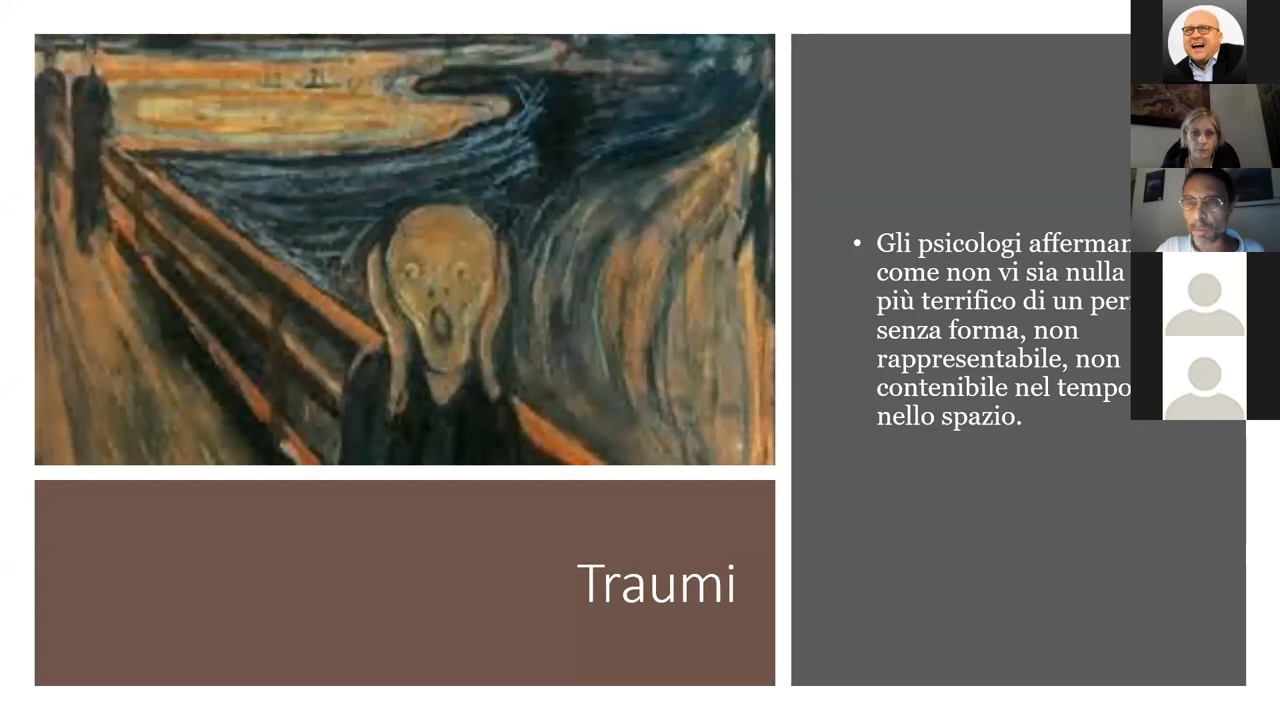 Gli psicologi
come non vi sia nulla
più terrifico di un
senza forma, non
rappresentabile, non
contenibile nel tempo
nello spazio.
Traumi